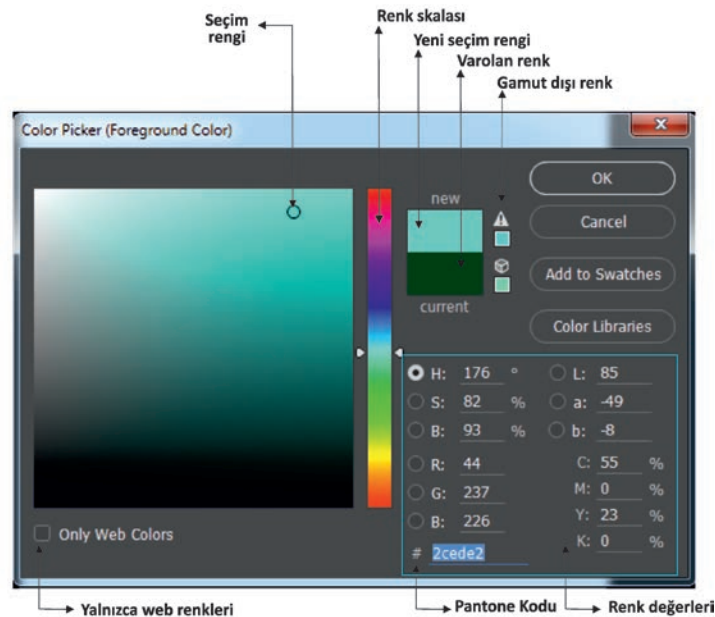 Seçim
rengi
Renk skalası
Yeni seçim rengi
Varolan renk
Gamut dışı renk
Color Picker (Foreground Color)
new
current
OK
Cancel
Add to Swatches
Color Libraries
H: 176 °
S: 82 %
B: 93 %
R: 44
G: 237
B: 226
# 2cede2
L: 85
a: -49
b: -8
C: 55 %
M: 0 %
Y: 23 %
K: 0 %
Only Web Colors
Yalnızca web renkleri
Pantone Kodu
Renk değerleri